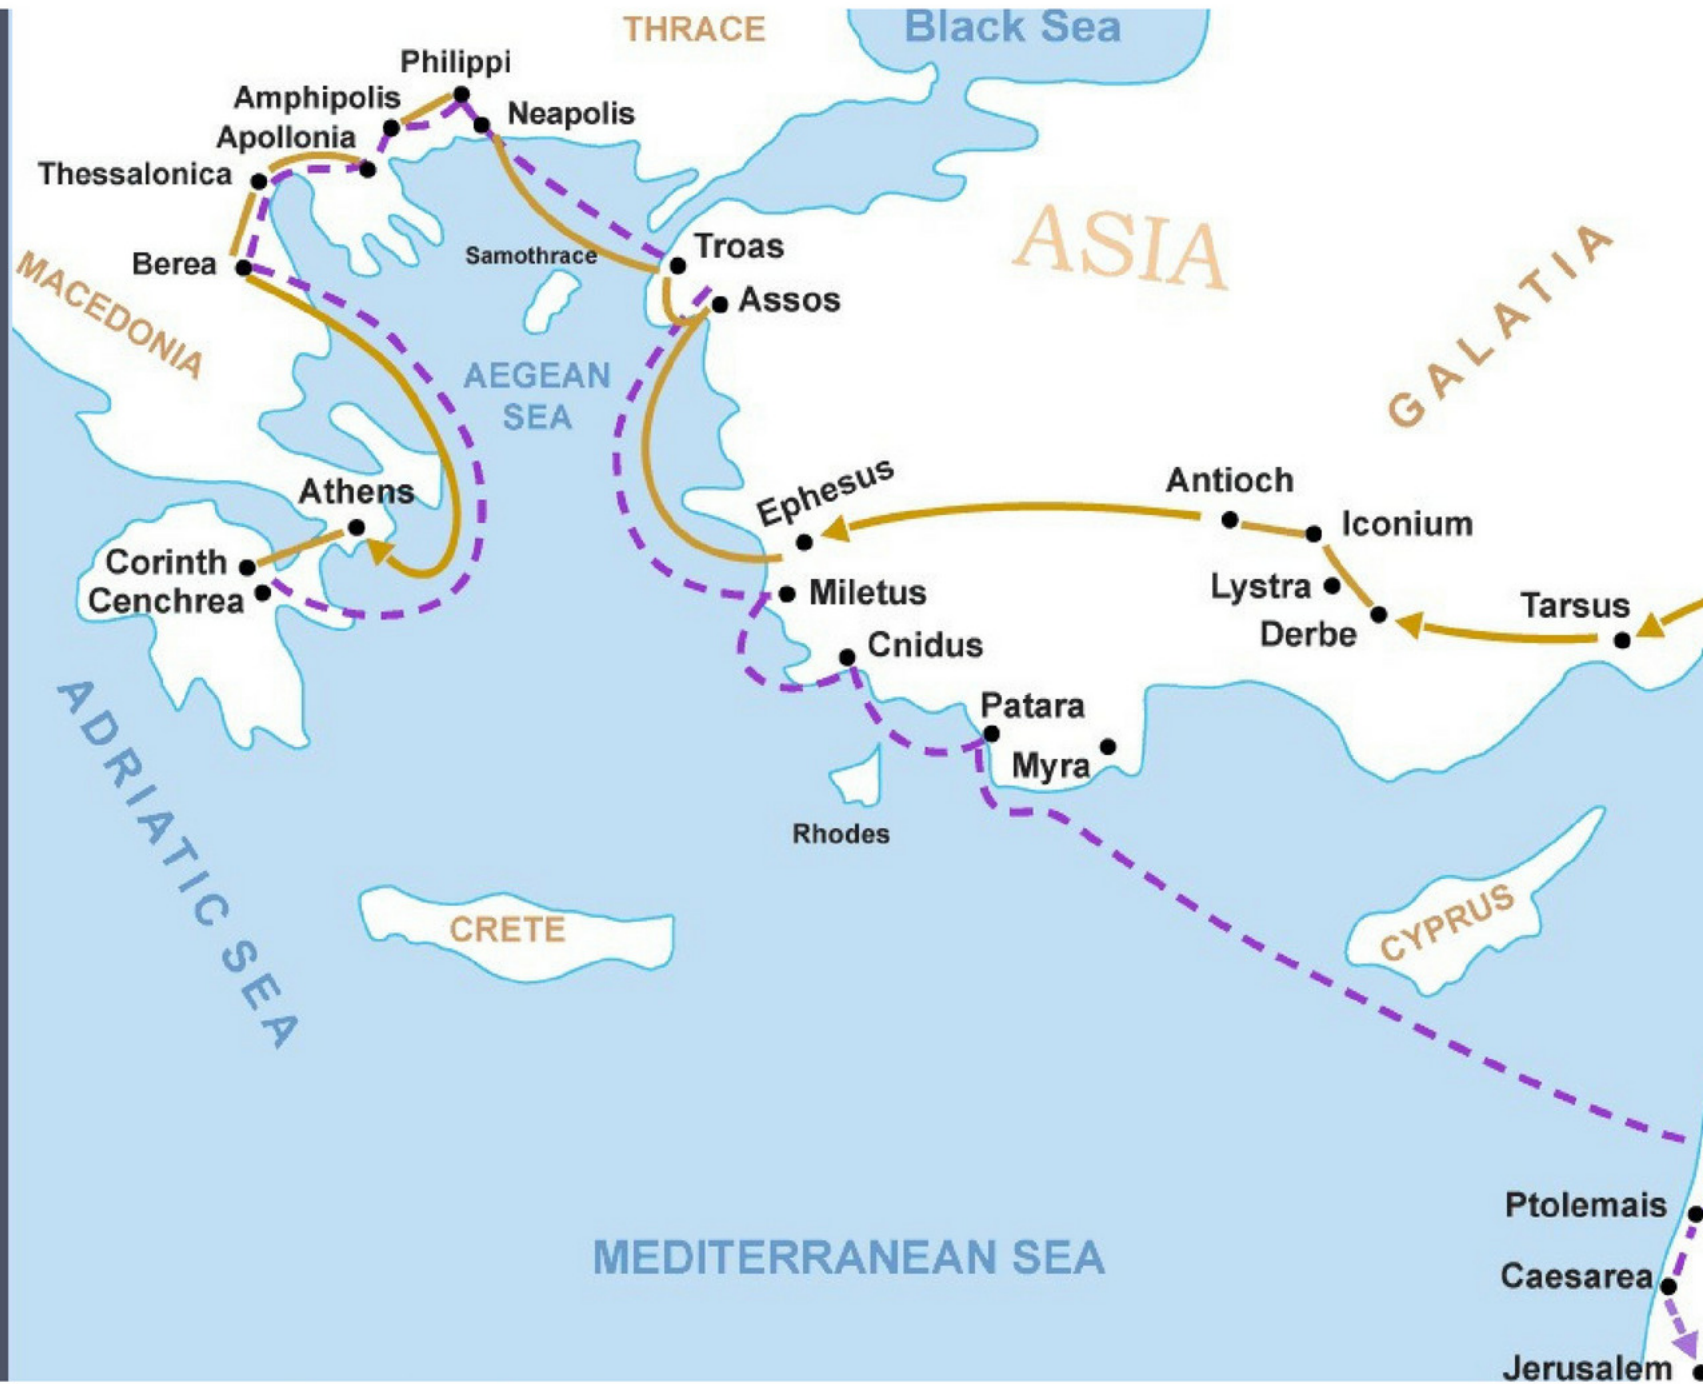 THRACE
Black Sea
Philippi
Amphipolis
Neapolis
Apollonia
Thessalonica
ASIA
GALATIA
Troas
Samothrace
Berea
MACEDONIA
Assos
AEGEAN
SEA
Ephesus
Antioch
Athens
Iconium
Corinth
Lystra
Miletus
Cenchrea
Tarsus
Derbe
Cnidus
ADRIATIC SEA
Patara
Myra
Rhodes
CRETE
CYPRUS
Ptolemais
MEDITERRANEAN SEA
Caesarea
Jerusalem